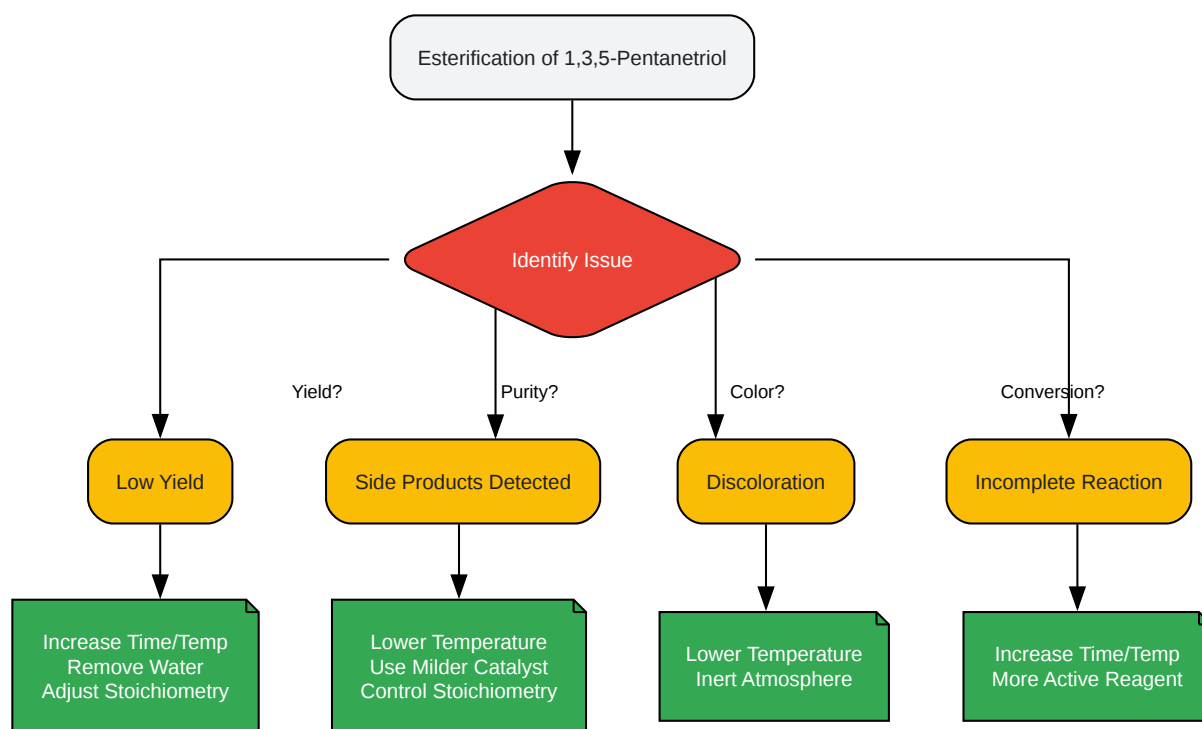 Esterification of 1,3,5-Pentanetriol
Identify Issue
Yield?
Purity?
Color?
Conversion?
Low Yield
Side Products Detected
Discoloration
Incomplete Reaction
Increase Time/Temp
Remove Water
Adjust Stoichiometry
Lower Temperature
Use Milder Catalyst
Control Stoichiometry
Lower Temperature
Inert Atmosphere
Increase Time/Temp
More Active Reagent